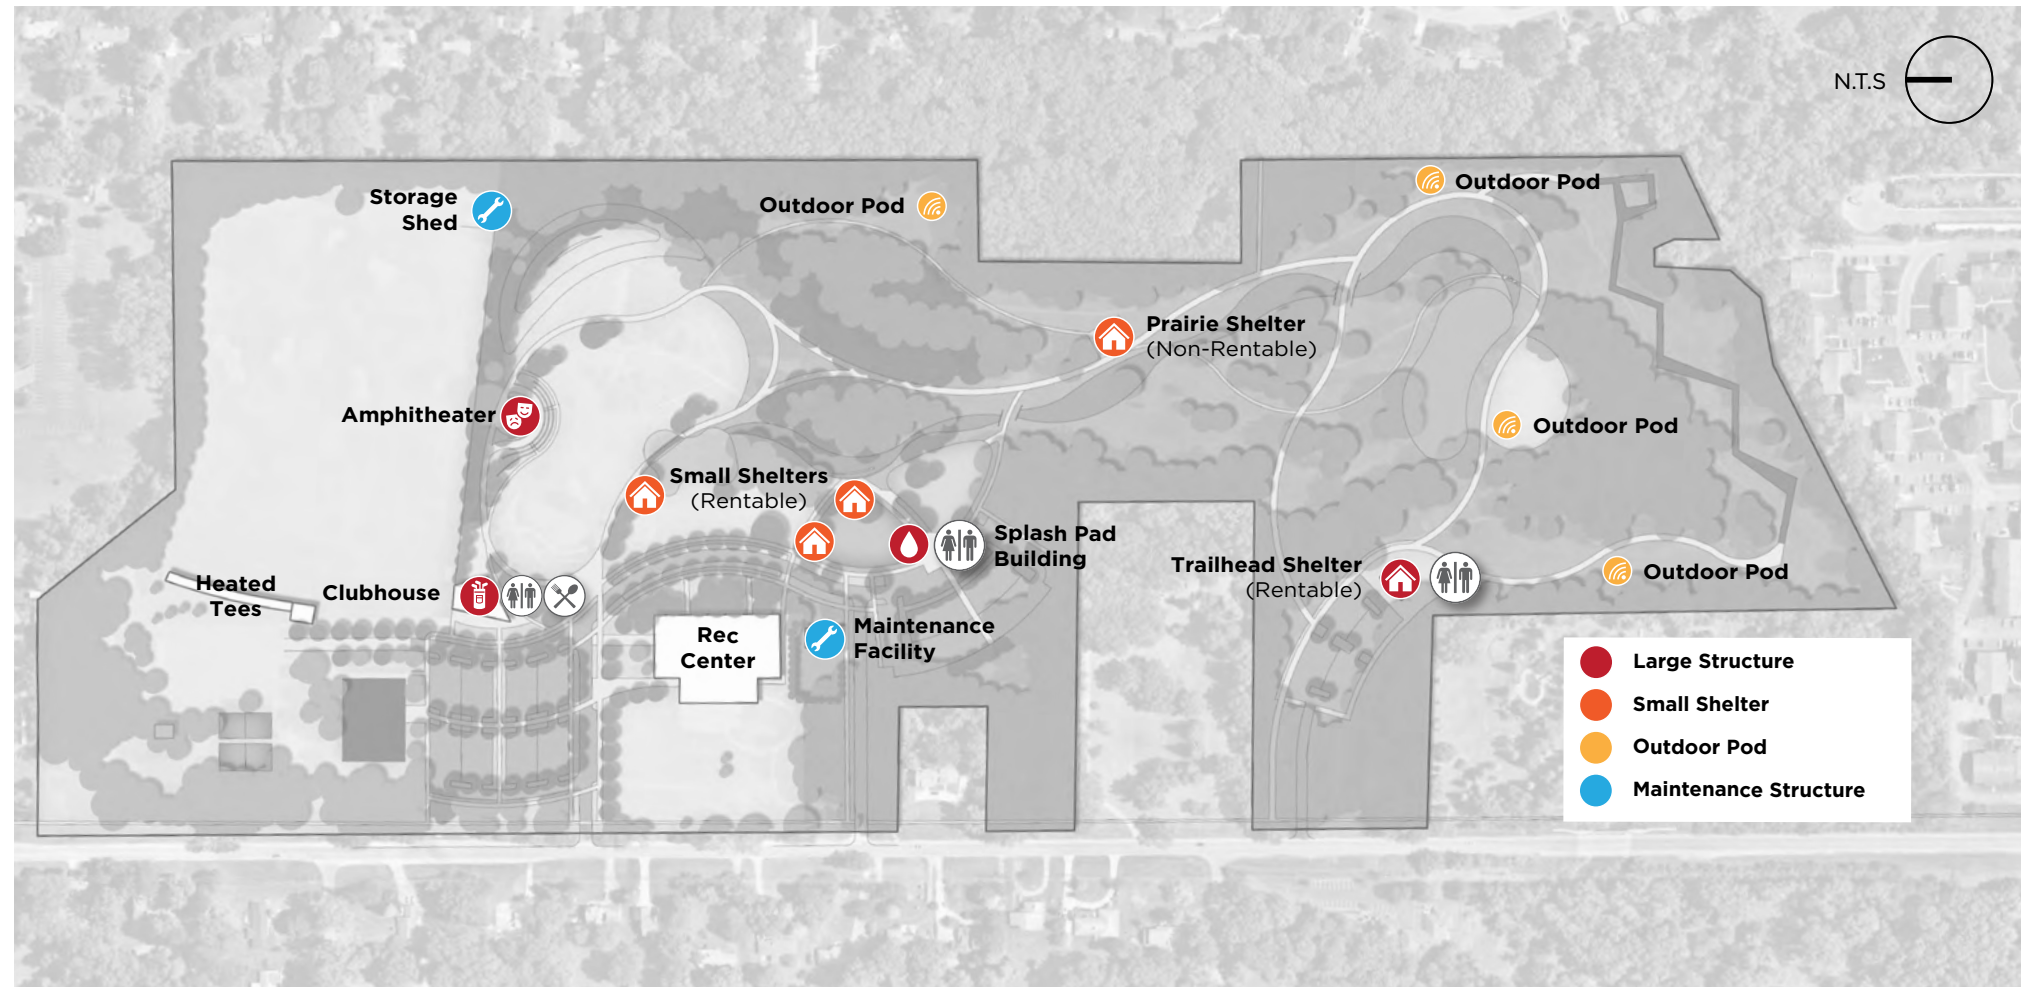 N.T.S
Storage
Shed
Outdoor Pod
Outdoor Pod
Prairie Shelter
(Non-Rentable)
Amphitheater
Outdoor Pod
Small Shelters
(Rentable)
Splash Pad
Building
Trailhead Shelter
(Rentable)
Outdoor Pod
Heated
Tees
Clubhouse
Rec
Center
Maintenance
Facility
Large Structure
Small Shelter
Outdoor Pod
Maintenance Structure